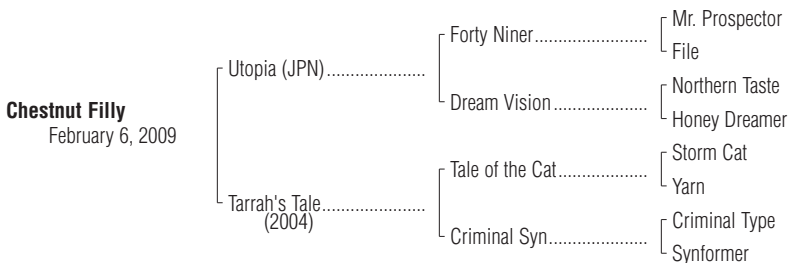 Chestnut Filly
February 6, 2009
Utopia (JPN)......................
Tarrah's Tale......................
(2004)
Forty Niner........................
Dream Vision....................
Tale of the Cat...................
Criminal Syn.....................
Mr. Prospector
File
Northern Taste
Honey Dreamer
Storm Cat
Yarn
Criminal Type
Synformer